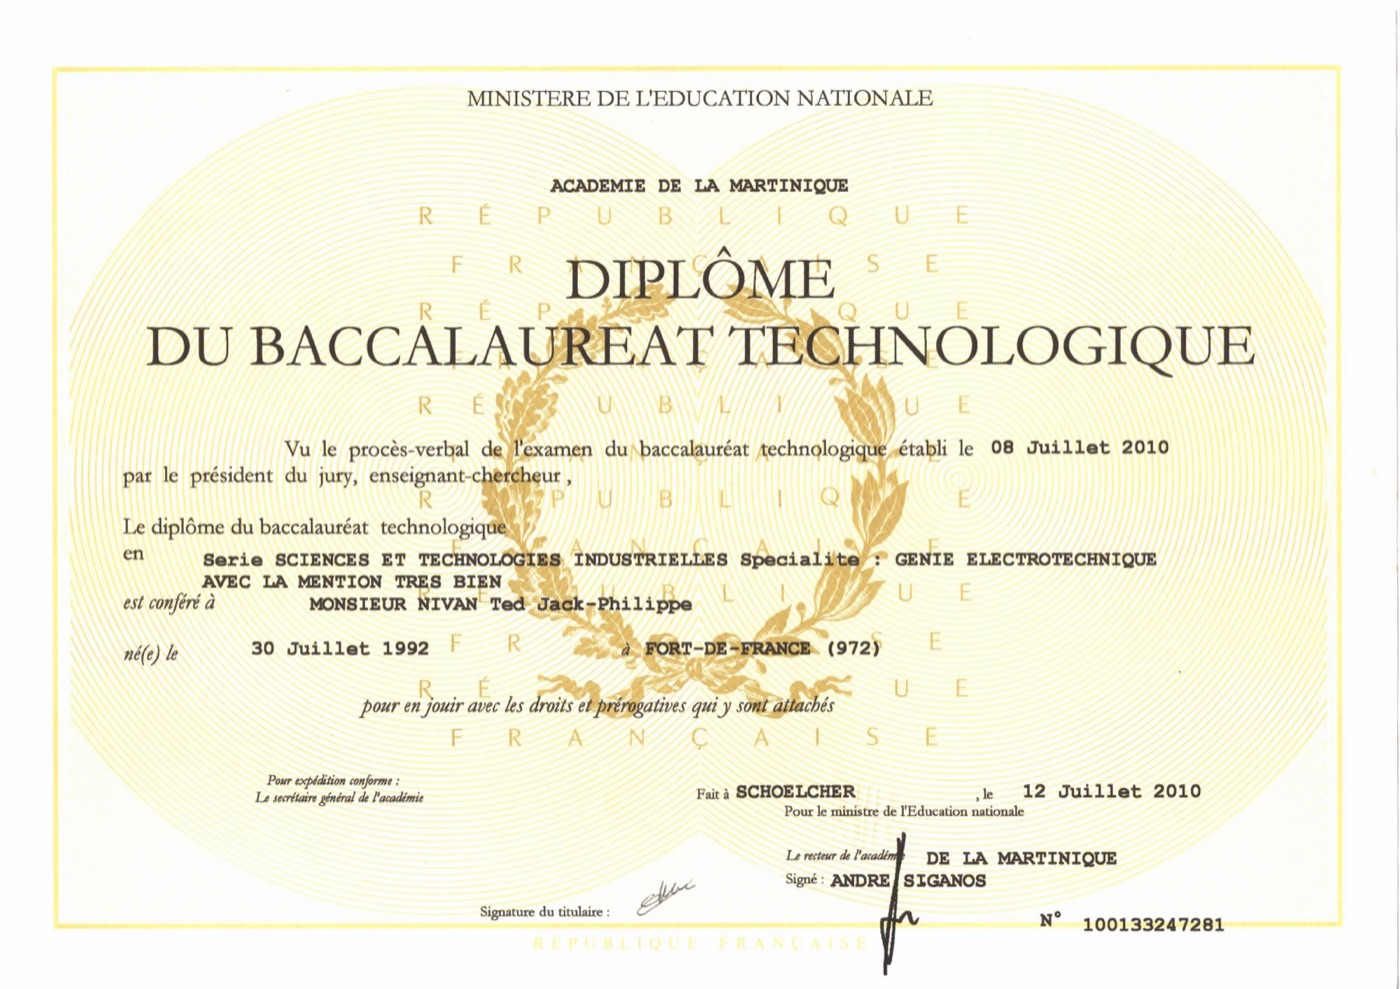 MINISTERE DE L'EDUCATION NATIONALE
ACADEMIE DE LA MARTINIQUE
RÉPUBLIQUE
FRANÇAISE
DIPLÔME
RÉPUBLIQUE
DU BACCALAUREAT TECHNOLOGIQUE
RÉPUBLIQUE
Vu le procès-verbal de l'examen du baccalauréat technologique établi le 08 Juillet 2010
par le président du jury, enseignant-chercheur,
RÉPUBLIQUE
Le diplôme du baccalauréat technologique
en Serie SCIENCES ET TECHNOLOGIES INDUSTRIELLES Specialite : GENIE ELECTROTECHNIQUE
AVEC LA MENTION TRES BIEN
est conféré à MONSIEUR NIVAN Ted Jack-Philippe
né(e) le 30 Juillet 1992 à FORT-DE-FRANCE (972)
pour en jouir avec les droits et prérogatives qui y sont attachés
FRANÇAISE
Pour expédition conforme :
Le secrétaire général de l'académie
Fait à SCHOELCHER , le 12 Juillet 2010
Pour le ministre de l'Education nationale
Le recteur de l'académie DE LA MARTINIQUE
Signé : ANDRE SIGANOS
Signature du titulaire :
N° 100133247281
RÉPUBLIQUE FRANÇAISE